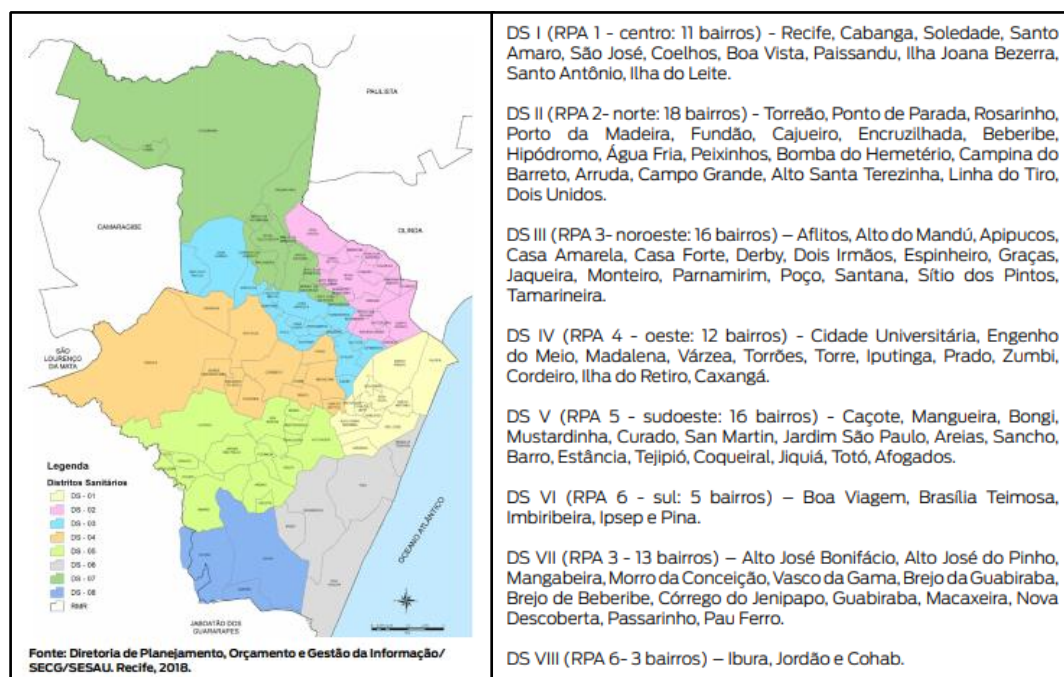 PAULISTA
CAMARAGIBE
OLINDA
SÃO
LOURENÇO
DA MATA
OCEANO ATLÂNTICO
JABOATÃO DOS
GUARARAPES
Legenda
Distritos Sanitários
DS - 01
DS - 02
DS - 03
DS - 04
DS - 05
DS - 06
DS - 07
DS - 08
RMR
Fonte: Diretoria de Planejamento, Orçamento e Gestão da Informação/
SECG/SESAU. Recife, 2018.
DS I (RPA 1 - centro: 11 bairros) - Recife, Cabanga, Soledade, Santo
Amaro, São José, Coelhos, Boa Vista, Paissandu, Ilha Joana Bezerra,
Santo Antônio, Ilha do Leite.
DS II (RPA 2- norte: 18 bairros) - Torreão, Ponto de Parada, Rosarinho,
Porto da Madeira, Fundão, Cajueiro, Encruzilhada, Beberibe,
Hipódromo, Água Fria, Peixinhos, Bomba do Hemetério, Campina do
Barreto, Arruda, Campo Grande, Alto Santa Terezinha, Linha do Tiro,
Dois Unidos.
DS III (RPA 3- noroeste: 16 bairros) – Aflitos, Alto do Mandú, Apipucos,
Casa Amarela, Casa Forte, Derby, Dois Irmãos, Espinheiro, Graças,
Jaqueira, Monteiro, Parnamirim, Poço, Santana, Sítio dos Pintos,
Tamarineira.
DS IV (RPA 4 - oeste: 12 bairros) - Cidade Universitária, Engenho
do Meio, Madalena, Várzea, Torrões, Torre, Iputinga, Prado, Zumbi,
Cordeiro, Ilha do Retiro, Caxangá.
DS V (RPA 5 - sudoeste: 16 bairros) - Caçote, Mangueira, Bongi,
Mustardinha, Curado, San Martin, Jardim São Paulo, Areias, Sancho,
Barro, Estância, Tejipió, Coqueiral, Jiquiá, Totó, Afogados.
DS VI (RPA 6 - sul: 5 bairros) – Boa Viagem, Brasília Teimosa,
Imbiribeira, Ipsep e Pina.
DS VII (RPA 3 - 13 bairros) – Alto José Bonifácio, Alto José do Pinho,
Mangabeira, Morro da Conceição, Vasco da Gama, Brejo da Guabiraba,
Brejo de Beberibe, Córrego do Jenipapo, Guabiraba, Macaxeira, Nova
Descoberta, Passarinho, Pau Ferro.
DS VIII (RPA 6- 3 bairros) – Ibura, Jordão e Cohab.